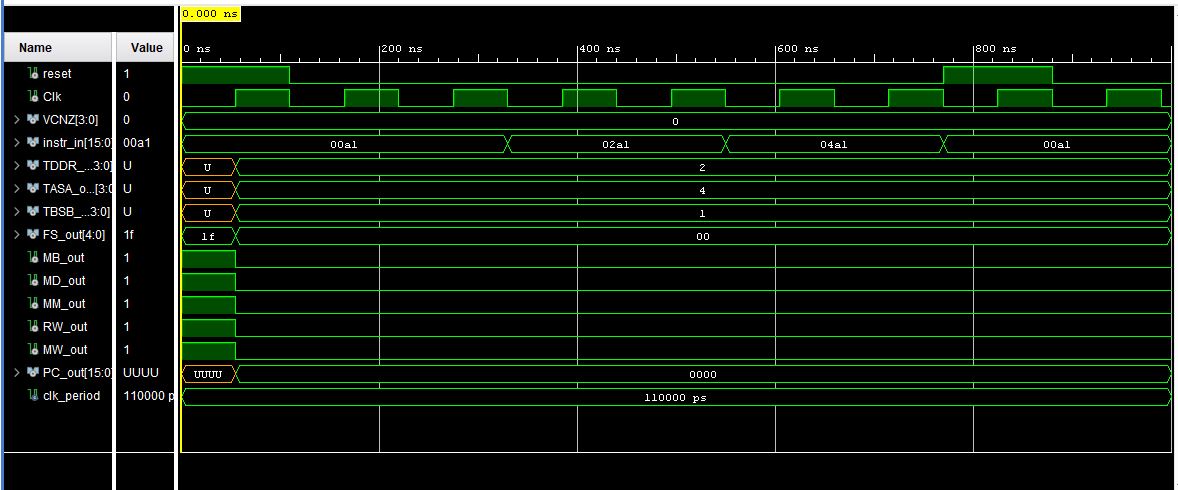 0.000 ns
Name Value 0 ns 200 ns 400 ns 600 ns 800 ns
reset 1
Clk 0
VCNZ[3:0] 0 0
instr_in[15:0] 00a1 00a1 02a1 04a1 00a1
TDDR_...3:0] U U 2
TASA_o...[3:0 U U 4
TBSB_...3:0] U U 1
FS_out[4:0] 1f 1f 00
MB_out 1
MD_out 1
MM_out 1
RW_out 1
MW_out 1
PC_out[15:0] UUUU UUUU 0000
clk_period 110000 p 110000 ps